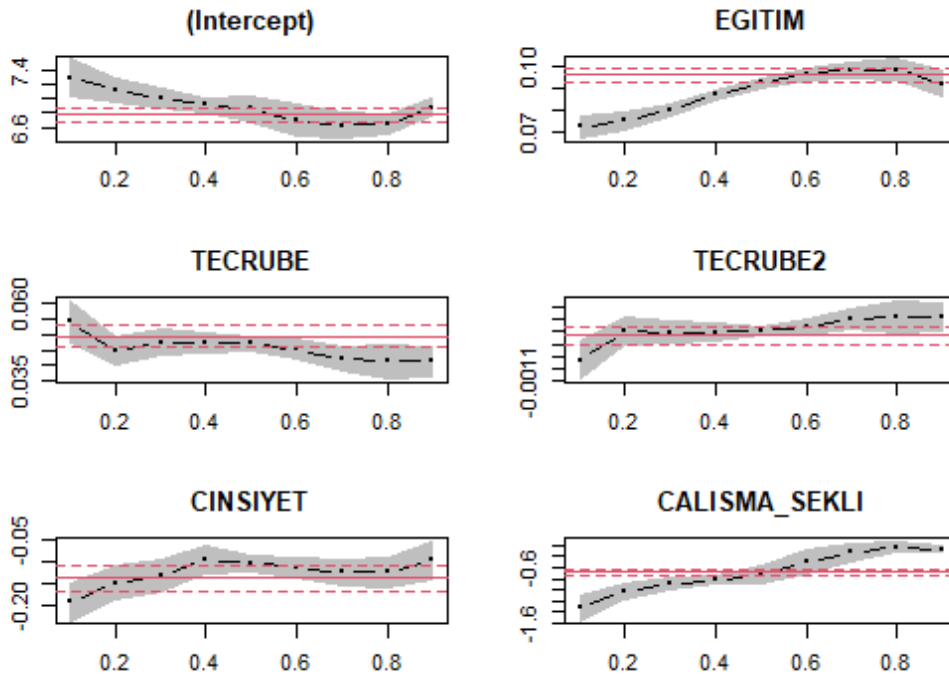 (Intercept)
7.4
6.6
0.2 0.4 0.6 0.8
EGITIM
0.10
0.07
0.2 0.4 0.6 0.8
TECRUBE
0.060
0.035
0.2 0.4 0.6 0.8
TECRUBE2
-0.0011
0.2 0.4 0.6 0.8
CINSIYET
-0.05
-0.20
0.2 0.4 0.6 0.8
CALISMA_SEKLI
-0.6
-1.6
0.2 0.4 0.6 0.8